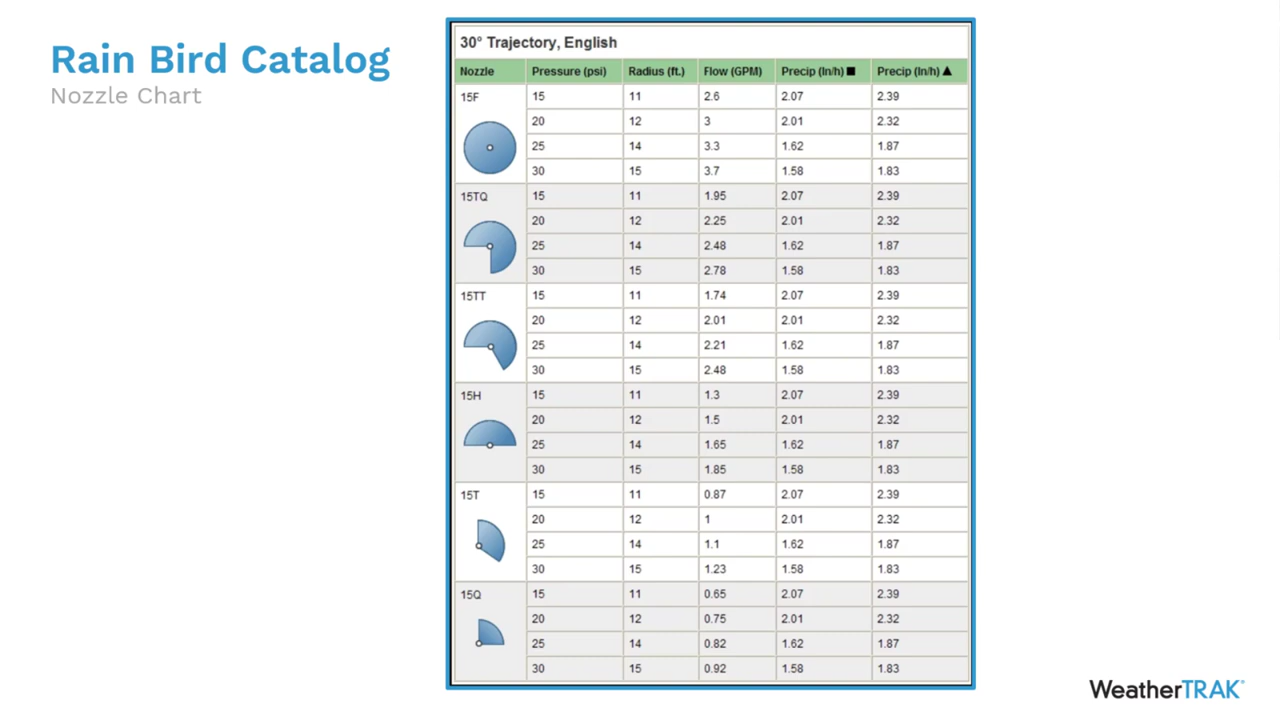 Rain Bird Catalog
Nozzle Chart
30° Trajectory, English
Nozzle Pressure (psi) Radius (ft.) Flow (GPM) Precip (In/h) ■ Precip (In/h) ▲
15F 15 11 2.6 2.07 2.39
20 12 3 2.01 2.32
25 14 3.3 1.62 1.87
30 15 3.7 1.58 1.83
15TQ 15 11 1.95 2.07 2.39
20 12 2.25 2.01 2.32
25 14 2.48 1.62 1.87
30 15 2.78 1.58 1.83
15TT 15 11 1.74 2.07 2.39
20 12 2.01 2.01 2.32
25 14 2.21 1.62 1.87
30 15 2.48 1.58 1.83
15H 15 11 1.3 2.07 2.39
20 12 1.5 2.01 2.32
25 14 1.65 1.62 1.87
30 15 1.85 1.58 1.83
15T 15 11 0.87 2.07 2.39
20 12 1 2.01 2.32
25 14 1.1 1.62 1.87
30 15 1.23 1.58 1.83
15Q 15 11 0.65 2.07 2.39
20 12 0.75 2.01 2.32
25 14 0.82 1.62 1.87
30 15 0.92 1.58 1.83
WeatherTRAK